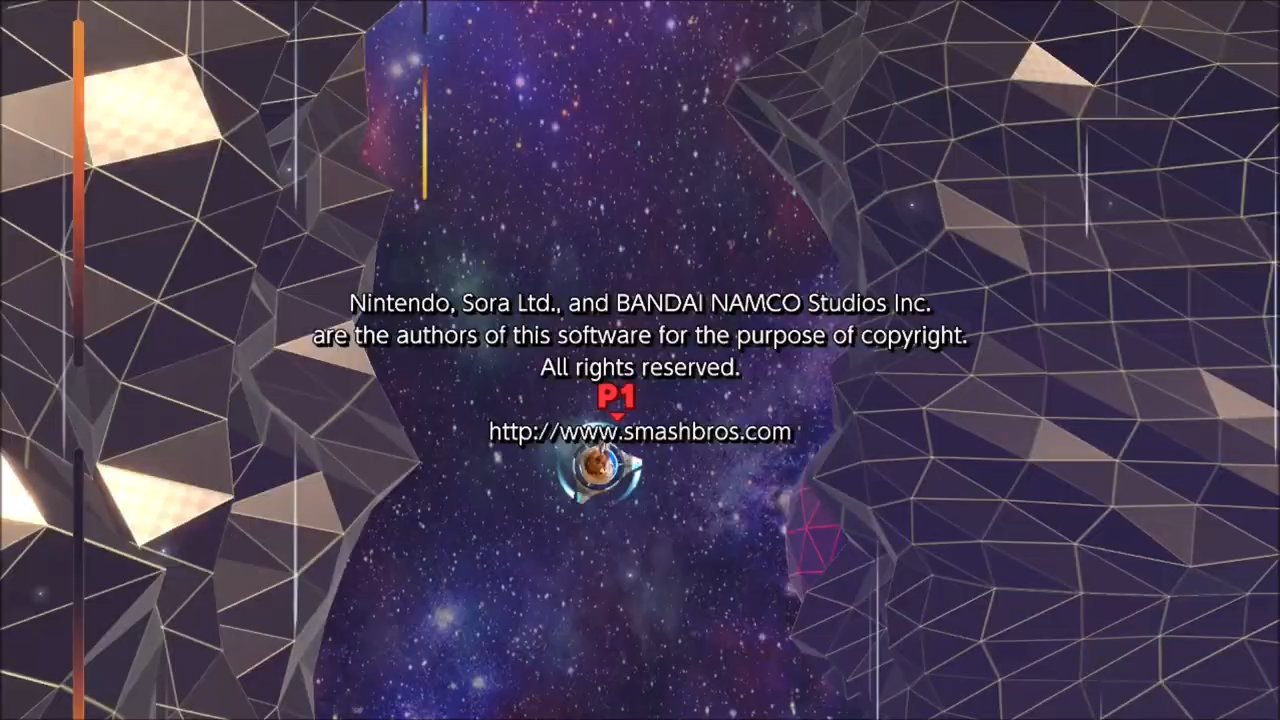 Nintendo, Sora Ltd., and BANDAI NAMCO Studios Inc.
are the authors of this software for the purpose of copyright.
All rights reserved.
P1
http://www.smashbros.com